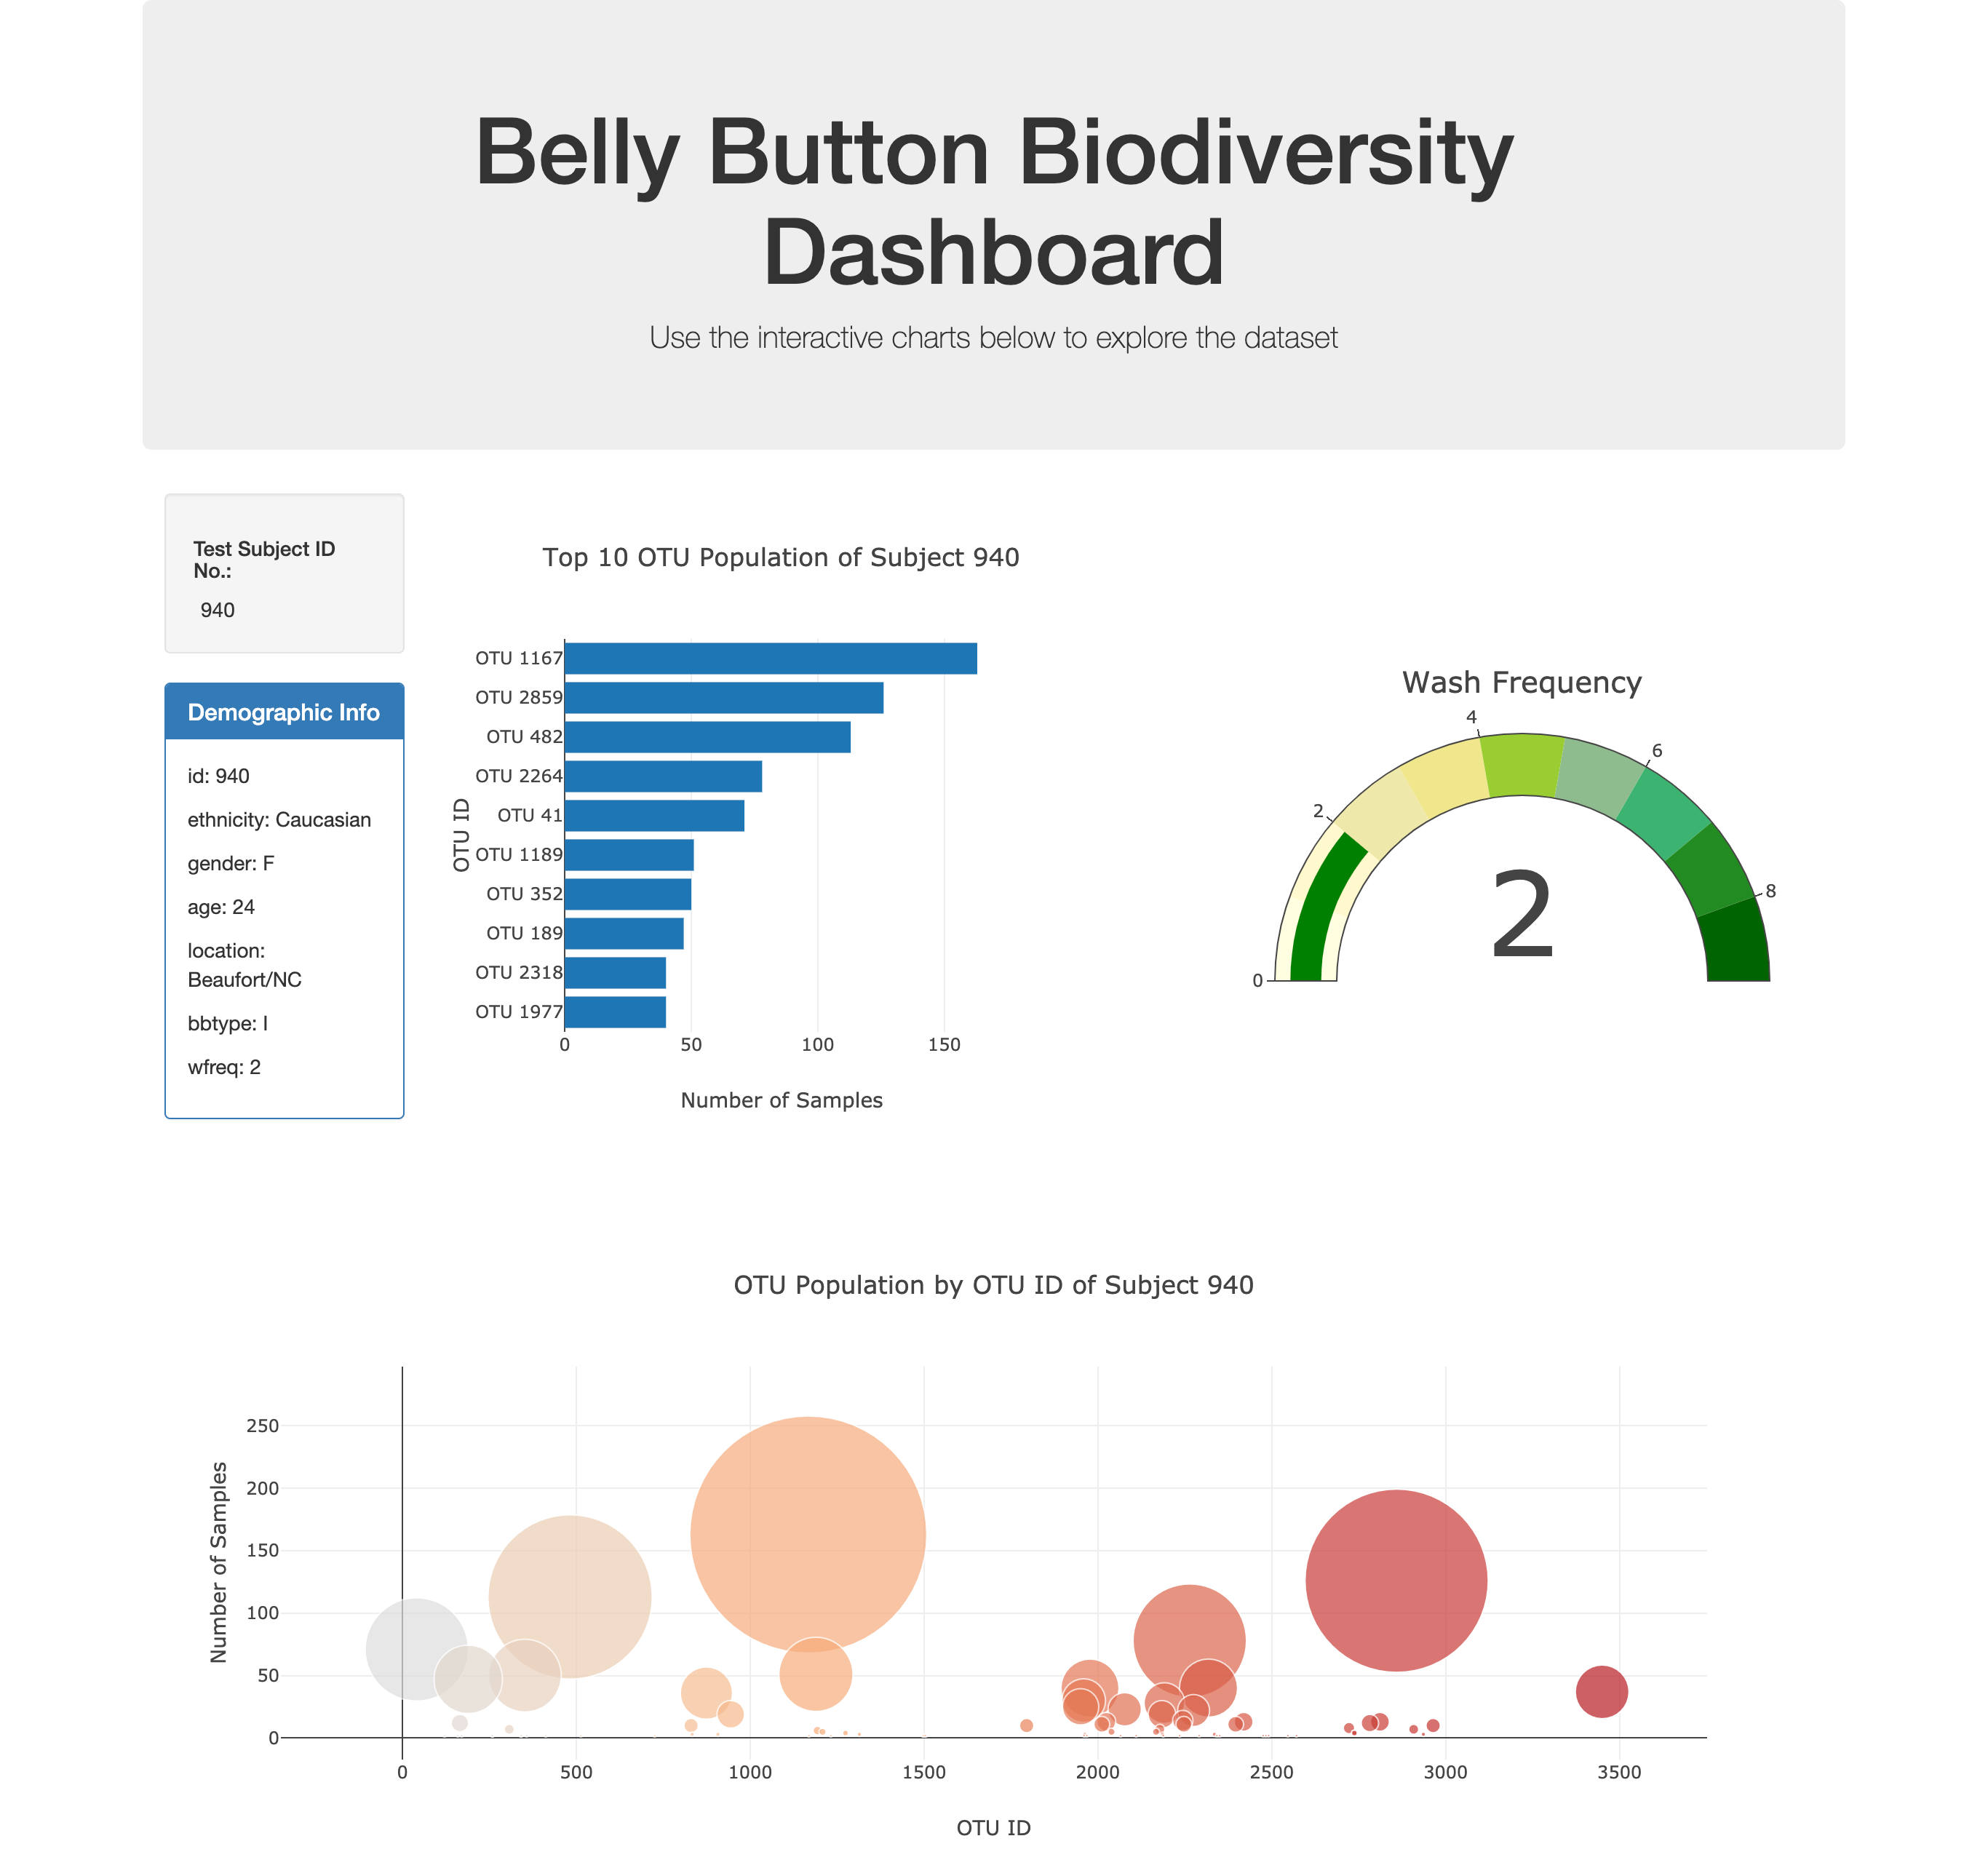 Belly Button Biodiversity
Dashboard
Use the interactive charts below to explore the dataset
Test Subject ID
No.:
940
Demographic Info
id: 940
ethnicity: Caucasian
gender: F
age: 24
location:
Beaufort/NC
bbtype: I
wfreq: 2
Top 10 OTU Population of Subject 940
OTU ID
OTU 1167
OTU 2859
OTU 482
OTU 2264
OTU 41
OTU 1189
OTU 352
OTU 189
OTU 2318
OTU 1977
0 50 100 150
Number of Samples
Wash Frequency
0
2
4
6
8
2
OTU Population by OTU ID of Subject 940
Number of Samples
250
200
150
100
50
0
0 500 1000 1500 2000 2500 3000 3500
OTU ID